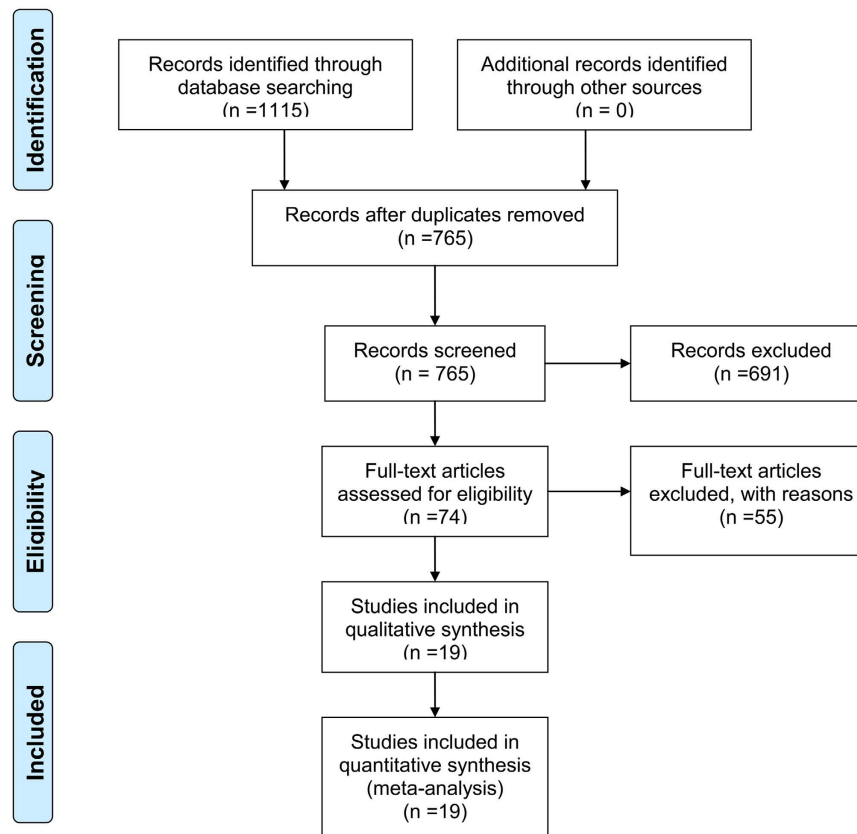 Identification
Records identified through
database searching
(n =1115)
Additional records identified
through other sources
(n = 0)
Records after duplicates removed
(n =765)
Screening
Records screened
(n = 765)
Records excluded
(n =691)
Eligibility
Full-text articles
assessed for eligibility
(n =74)
Full-text articles
excluded, with reasons
(n =55)
Studies included in
qualitative synthesis
(n =19)
Included
Studies included in
quantitative synthesis
(meta-analysis)
(n =19)